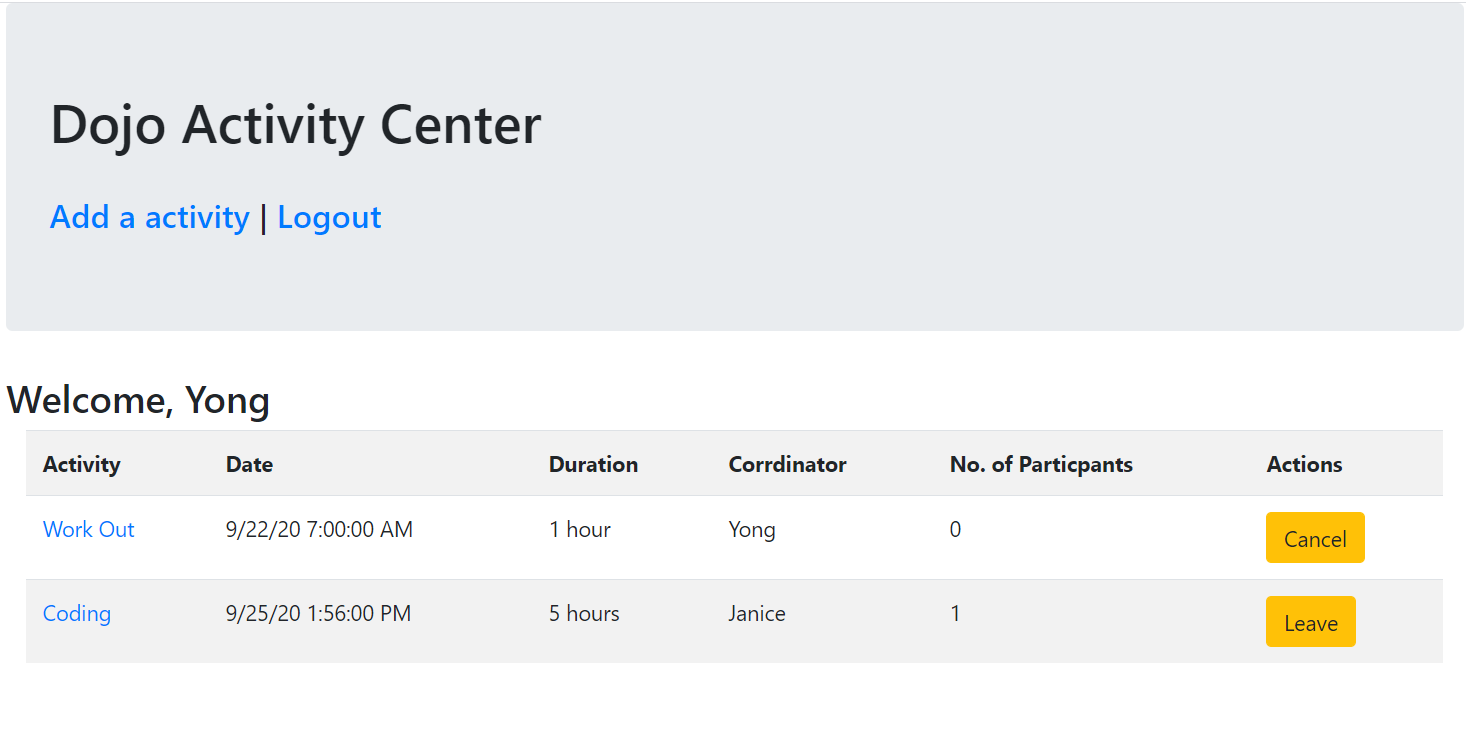 Dojo Activity Center
Add a activity | Logout
Welcome, Yong
Activity Date Duration Corrdinator No. of Particpants Actions
Work Out 9/22/20 7:00:00 AM 1 hour Yong 0 Cancel
Coding 9/25/20 1:56:00 PM 5 hours Janice 1 Leave